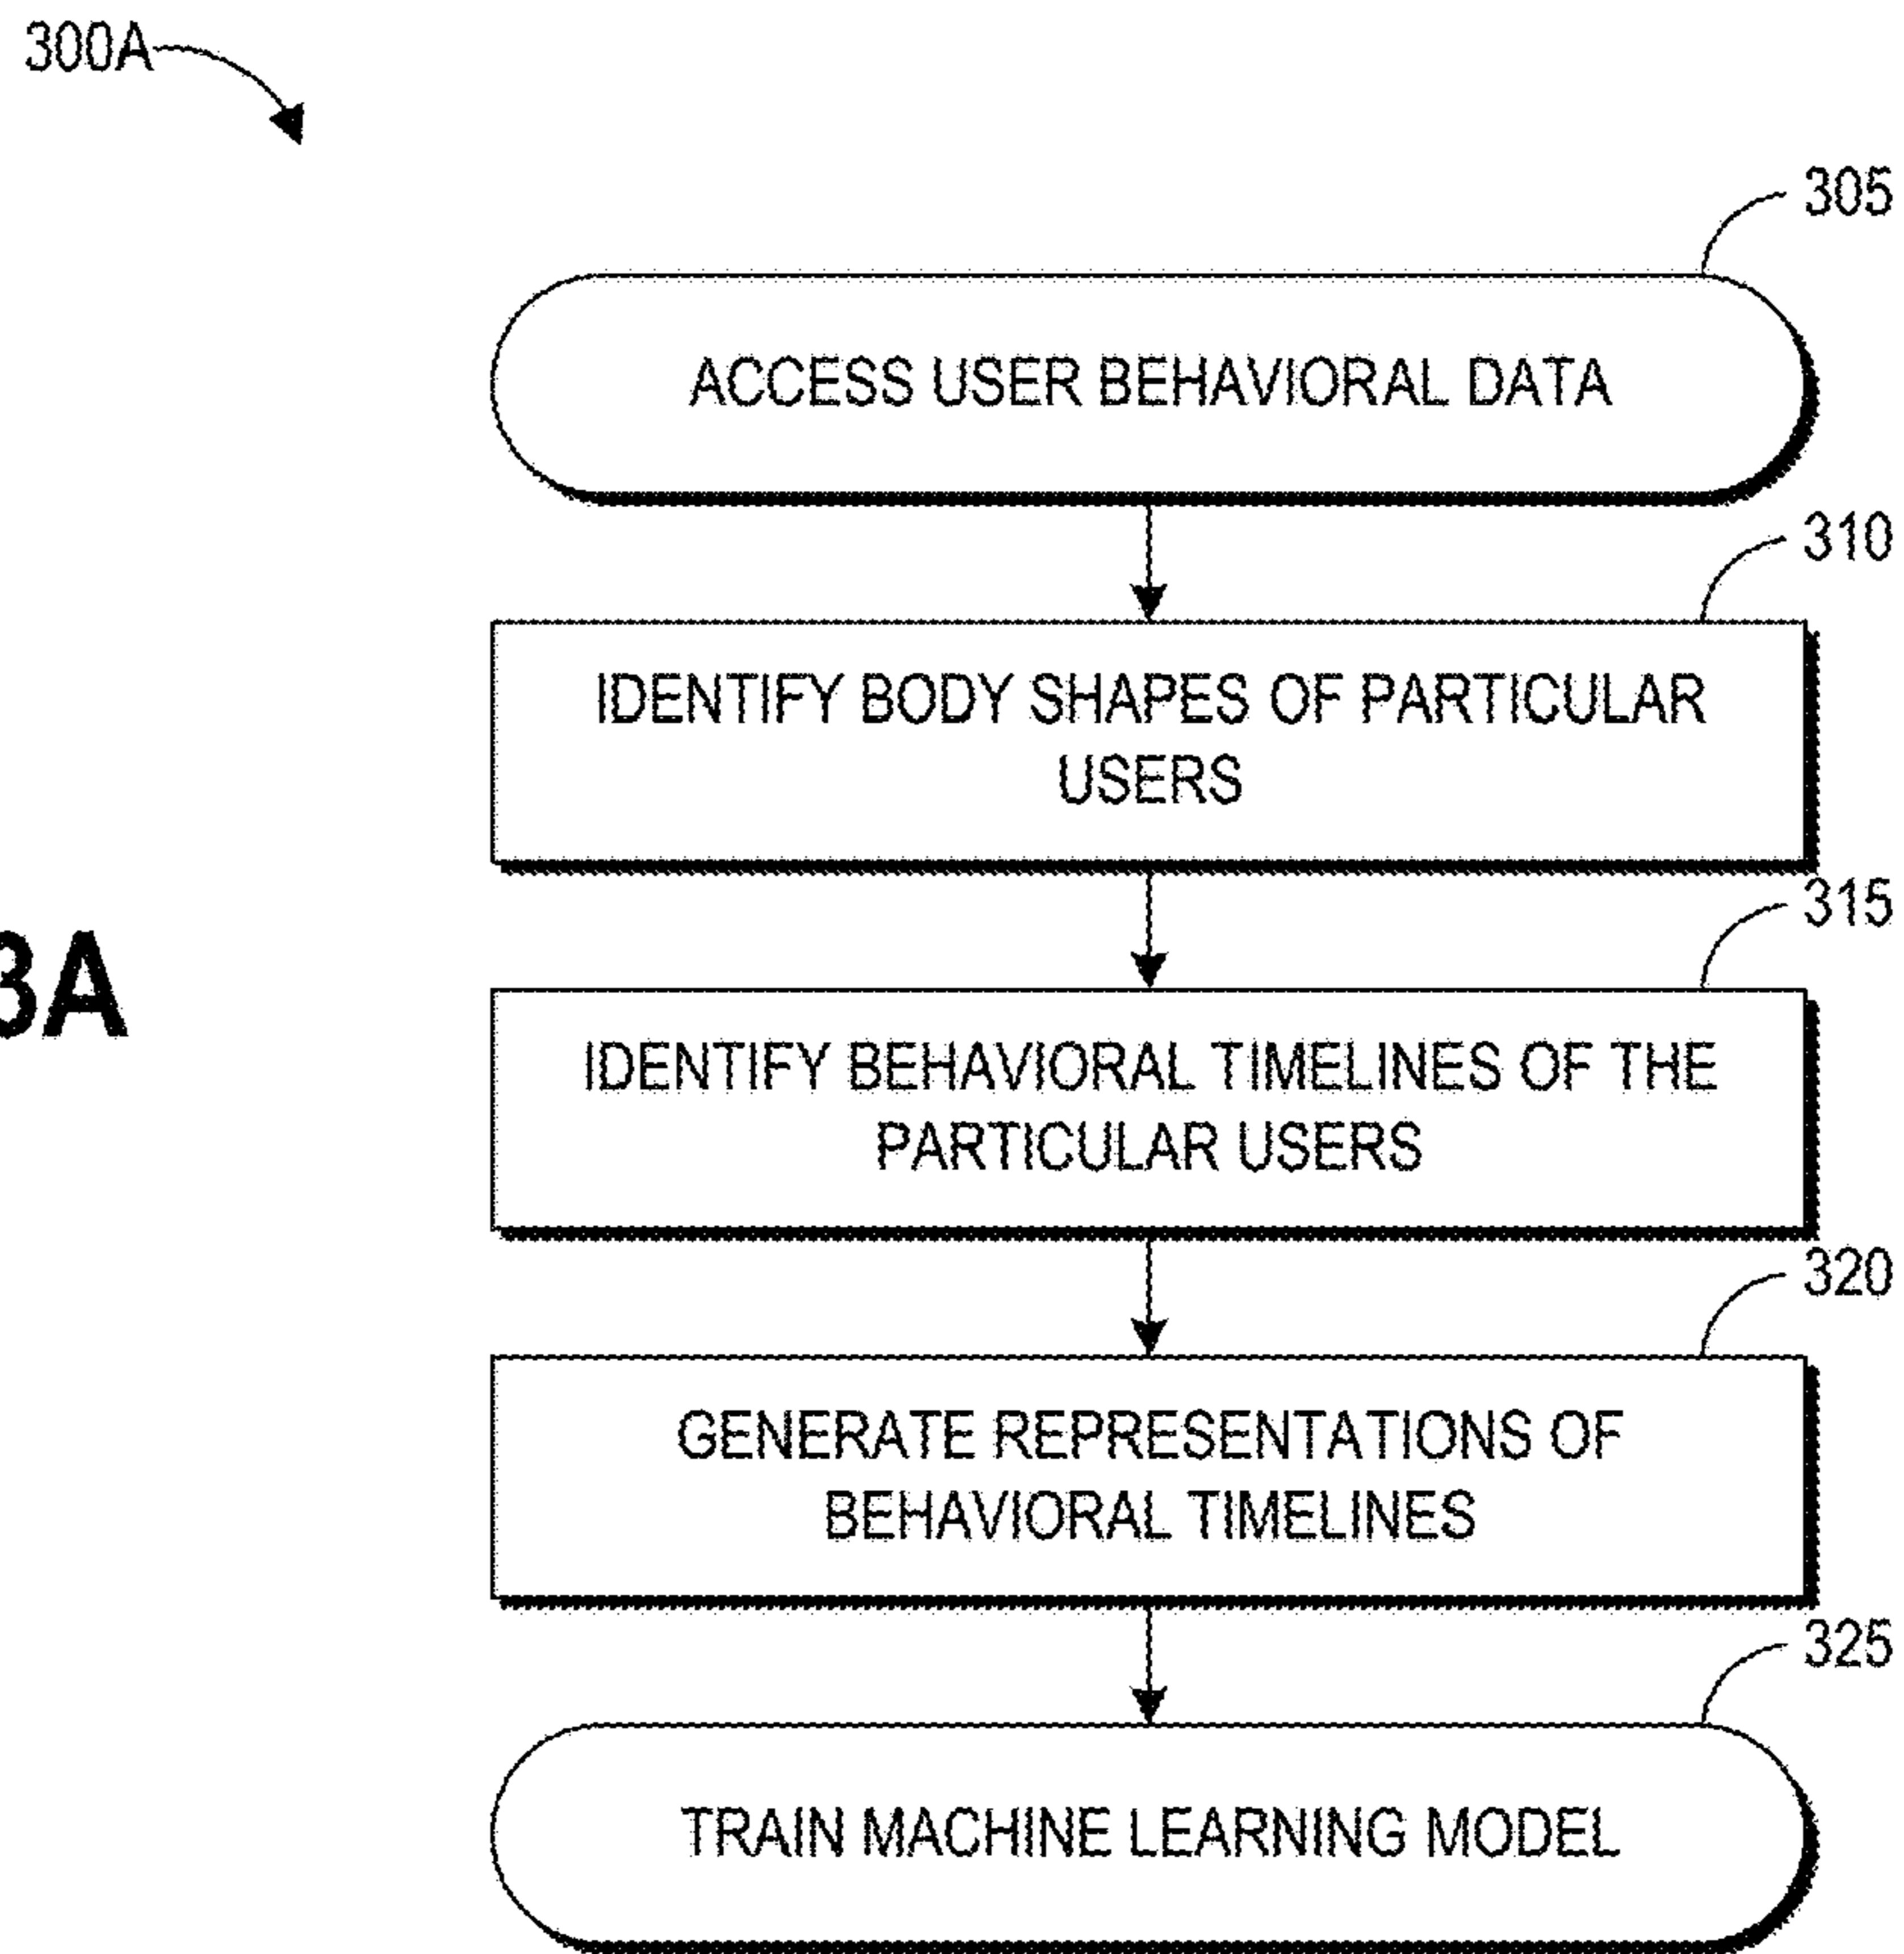 300A
305
ACCESS USER BEHAVIORAL DATA
310
IDENTIFY BODY SHAPES OF PARTICULAR
USERS
315
3A
IDENTIFY BEHAVIORAL TIMELINES OF THE
PARTICULAR USERS
320
GENERATE REPRESENTATIONS OF
BEHAVIORAL TIMELINES
325
TRAIN MACHINE LEARNING MODEL